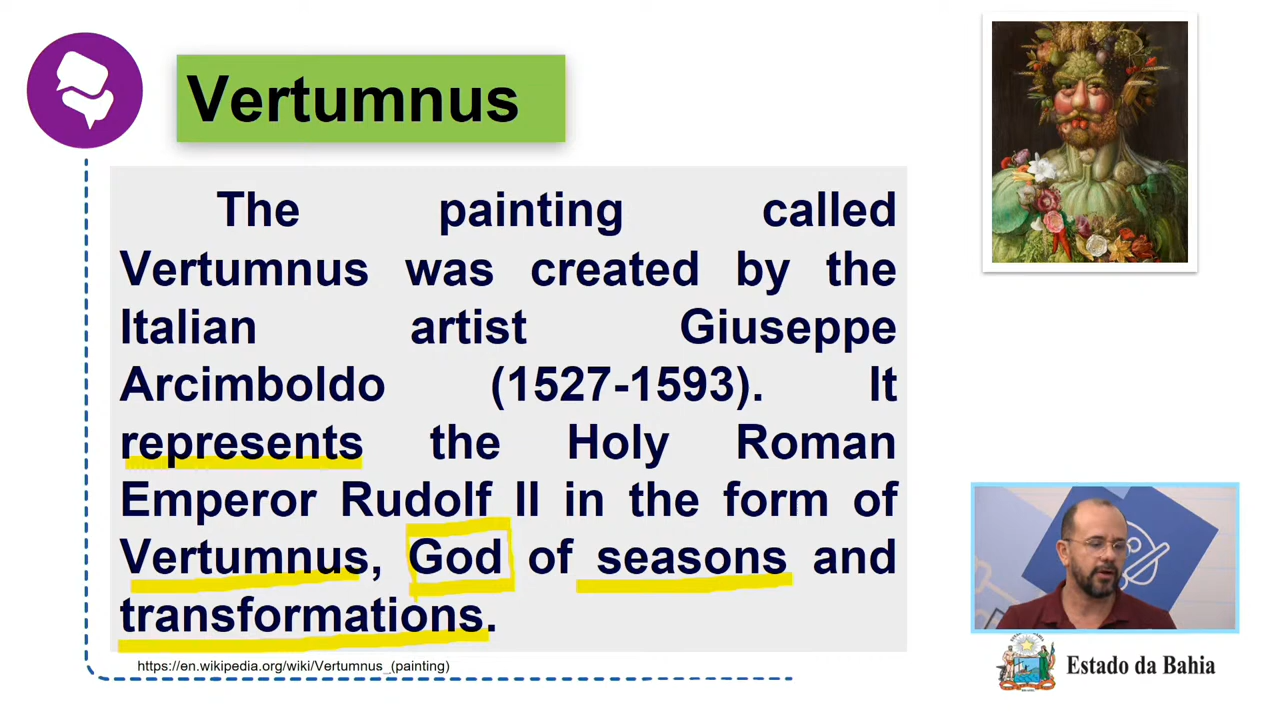 Vertumnus
The painting called
Vertumnus was created by the
Italian artist Giuseppe
Arcimboldo (1527-1593). It
represents the Holy Roman
Emperor Rudolf II in the form of
Vertumnus, God of seasons and
transformations.
https://en.wikipedia.org/wiki/Vertumnus_(painting)
Estado da Bahia